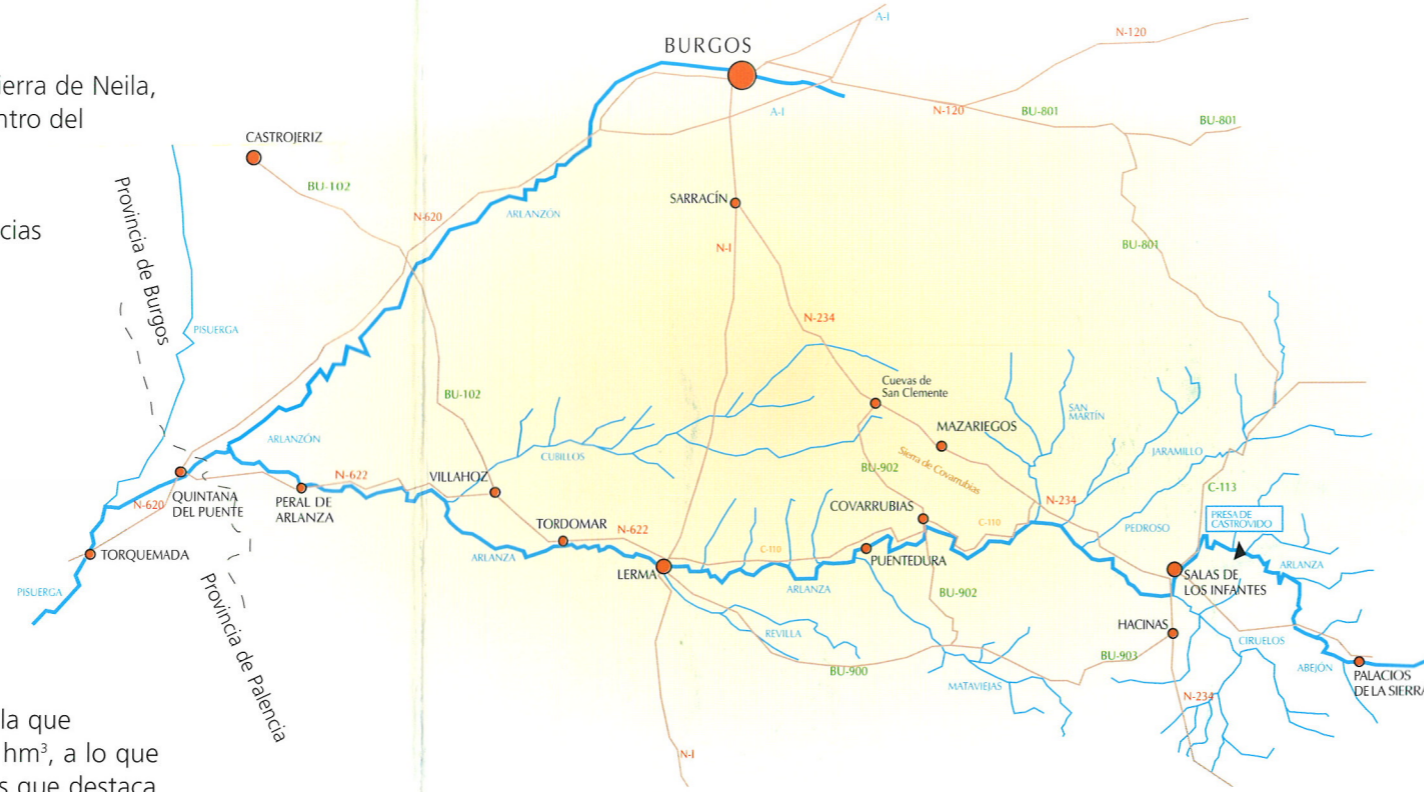 ierra de Neila,
ntro del
cias
la que
hm³, a lo que
s que destaca
BURGOS
A-I
N-120
A-I
N-120
BU-801
BU-801
CASTROJERIZ
BU-102
Provincia de Burgos
N-620
ARLANZÓN
SARRACÍN
N-I
BU-801
PISUERGA
N-234
BU-102
Cuevas de
San Clemente
SAN
MARTÍN
MAZARIEGOS
ARLANZÓN
CUBILLOS
JARAMILLO
Sierra de Covarrubias
BU-902
N-622
VILLAHOZ
C-113
QUINTANA
DEL PUENTE
N-620
PERAL DE
ARLANZA
COVARRUBIAS
N-234
PRESA DE
CASTROVIDO
C-110
PEDROSO
TORDOMAR
N-622
TORQUEMADA
ARLANZA
C-110
PUENTEDURA
ARLANZA
LERMA
SALAS DE
LOS INFANTES
PISUERGA
ARLANZA
BU-902
Provincia de Palencia
HACINAS
REVILLA
CIRUELOS
BU-903
BU-900
ABEJÓN
PALACIOS
DE LA SIERRA
MATAVIEJAS
N-234
N-I